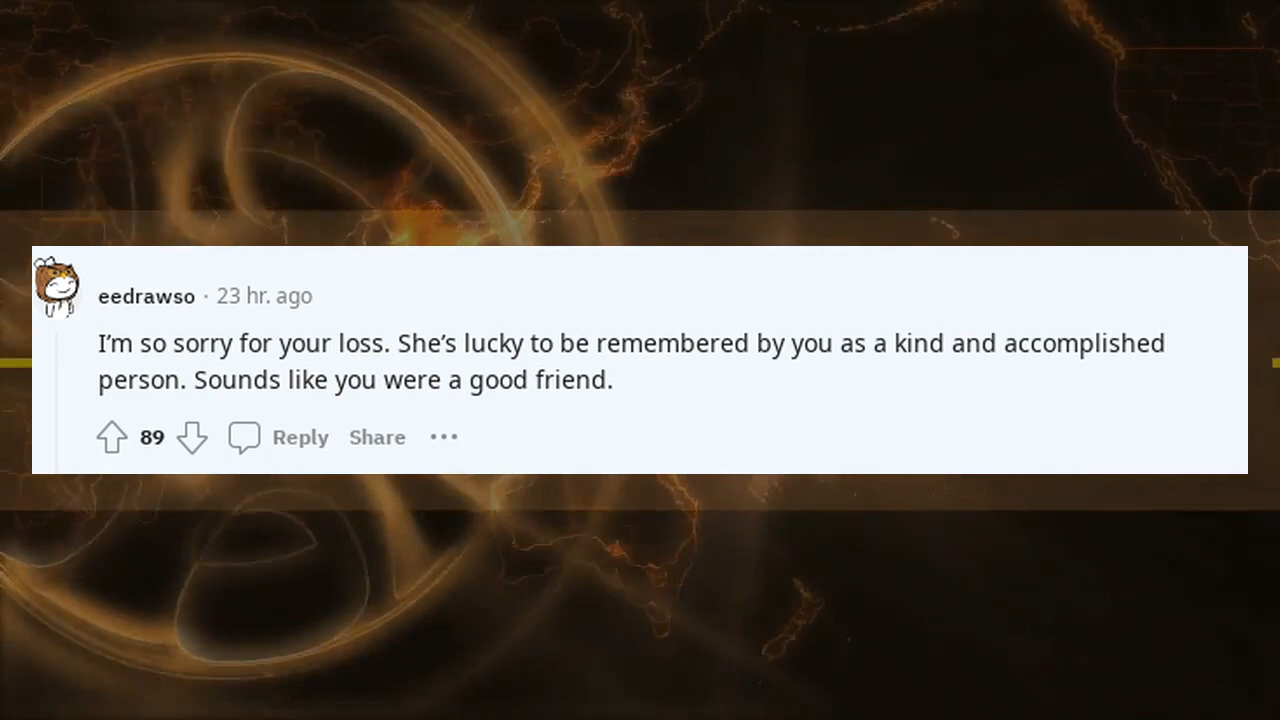 eedrawso · 23 hr. ago
I’m so sorry for your loss. She’s lucky to be remembered by you as a kind and accomplished
person. Sounds like you were a good friend.
89 Reply Share •••